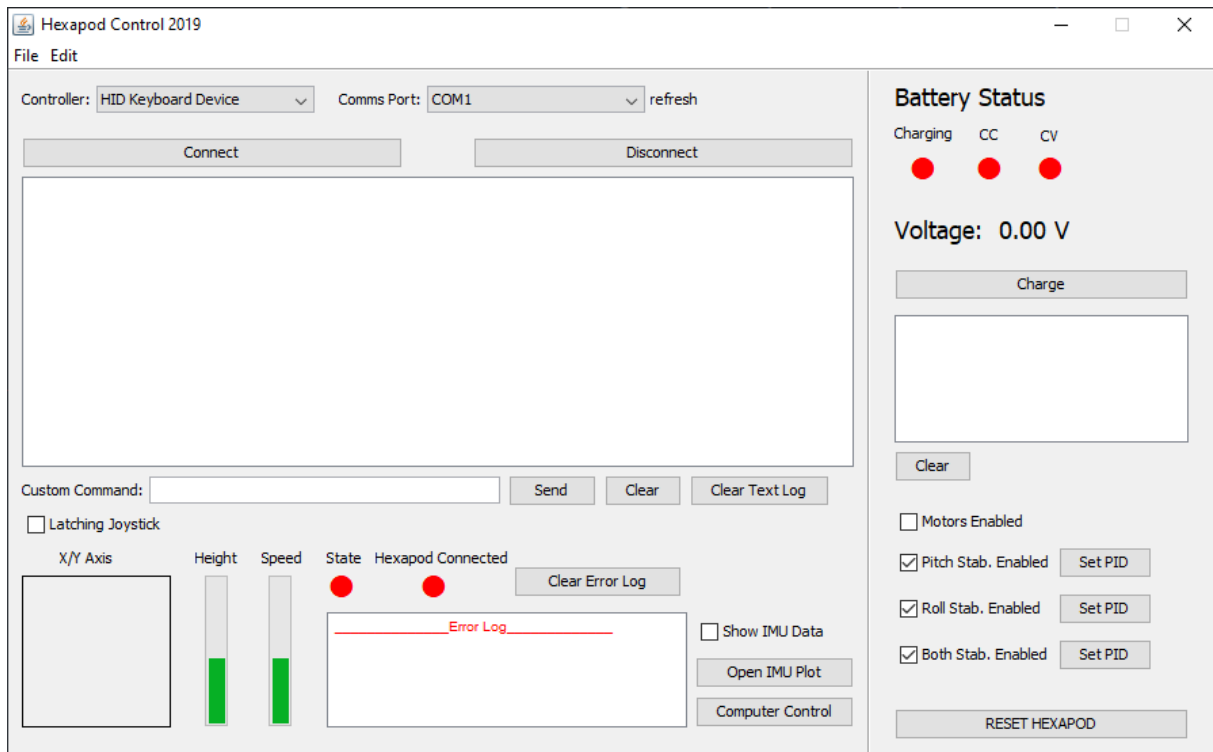 Hexapod Control 2019
File Edit
Controller: HID Keyboard Device Comms Port: COM1 refresh
Connect Disconnect
Custom Command: Send Clear Clear Text Log
Latching Joystick
X/Y Axis Height Speed State Hexapod Connected
Clear Error Log
_________________Error Log________________
Show IMU Data
Open IMU Plot
Computer Control
Battery Status
Charging CC CV
Voltage: 0.00 V
Charge
Clear
Motors Enabled
Pitch Stab. Enabled Set PID
Roll Stab. Enabled Set PID
Both Stab. Enabled Set PID
RESET HEXAPOD